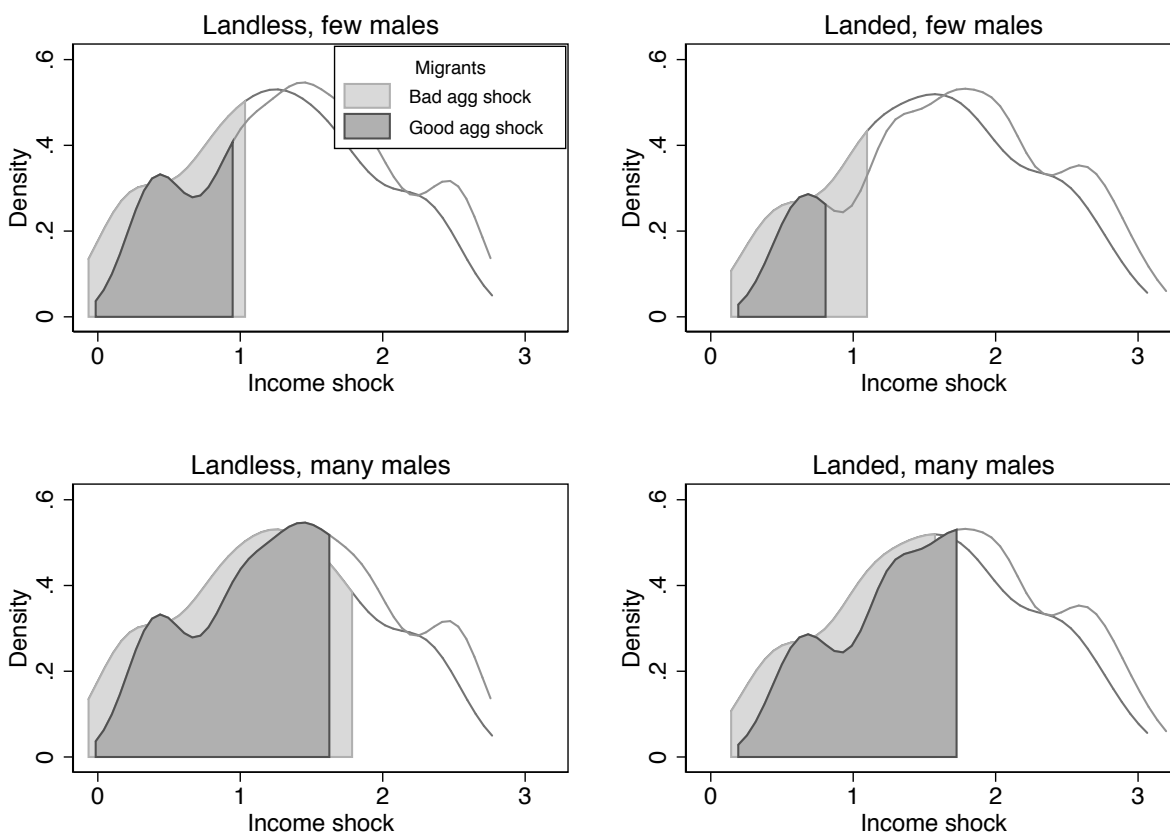 Landless, few males
Landed, few males
Migrants
Bad agg shock
Good agg shock
Density
0 .2 .4 .6
0 1 2 3
Income shock
Density
0 .2 .4 .6
0 1 2 3
Income shock
Landless, many males
Landed, many males
Density
0 .2 .4 .6
0 1 2 3
Income shock
Density
0 .2 .4 .6
0 1 2 3
Income shock